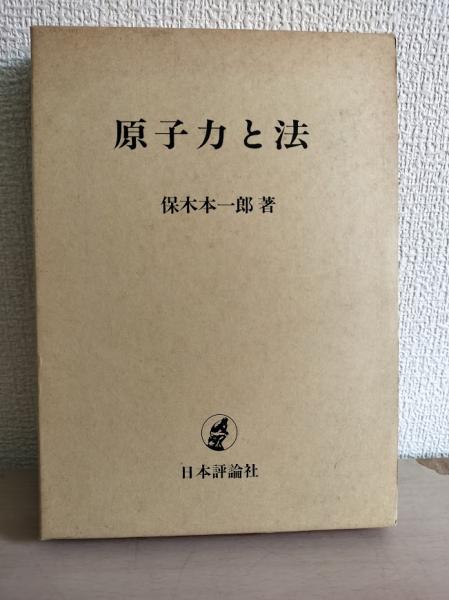 原子力と法
保木本一郎 著
日本評論社